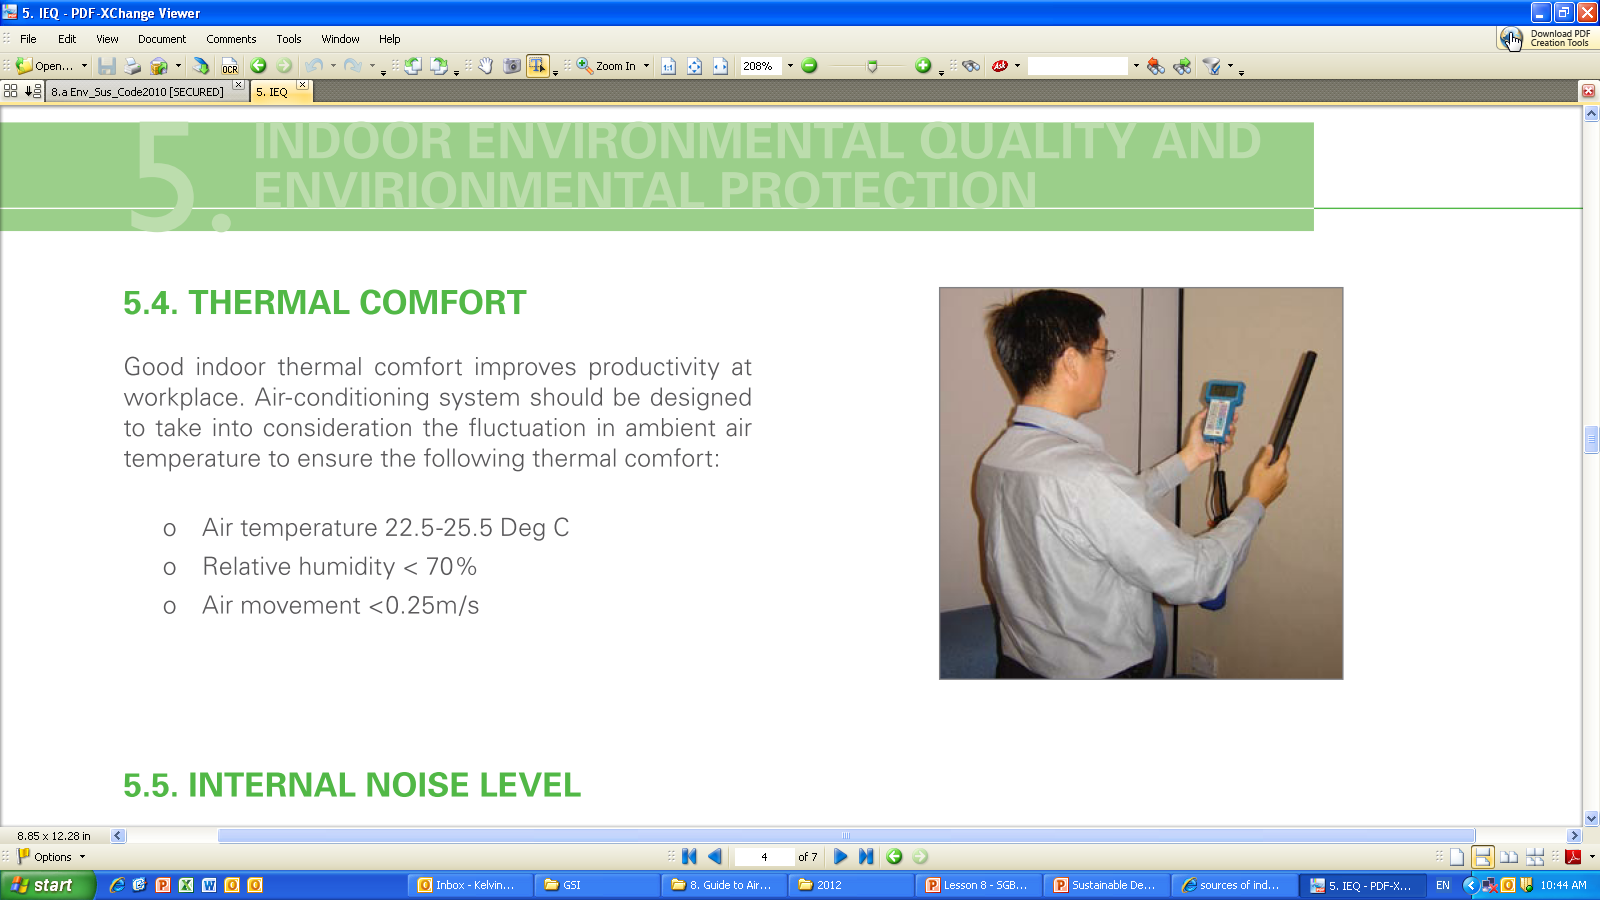 5. IEQ - PDF-XChange Viewer
File Edit View Document Comments Tools Window Help
Download PDF
Creation Tools
Open...
OCR
Zoom In
1:1
208%
Ask
8.a Env_Sus_Code2010 [SECURED]
5. IEQ
5. INDOOR ENVIRONMENTAL QUALITY AND
ENVIRIONMENTAL PROTECTION
5.4. THERMAL COMFORT
Good indoor thermal comfort improves productivity at
workplace. Air-conditioning system should be designed
to take into consideration the fluctuation in ambient air
temperature to ensure the following thermal comfort:
o Air temperature 22.5-25.5 Deg C
o Relative humidity < 70%
o Air movement <0.25m/s
5.5. INTERNAL NOISE LEVEL
8.85 x 12.28 in
Options
4 of 7
start
Inbox - Kelvin...
GSI
8. Guide to Air...
2012
Lesson 8 - SGB...
Sustainable De...
sources of ind...
5. IEQ - PDF-X...
EN
10:44 AM